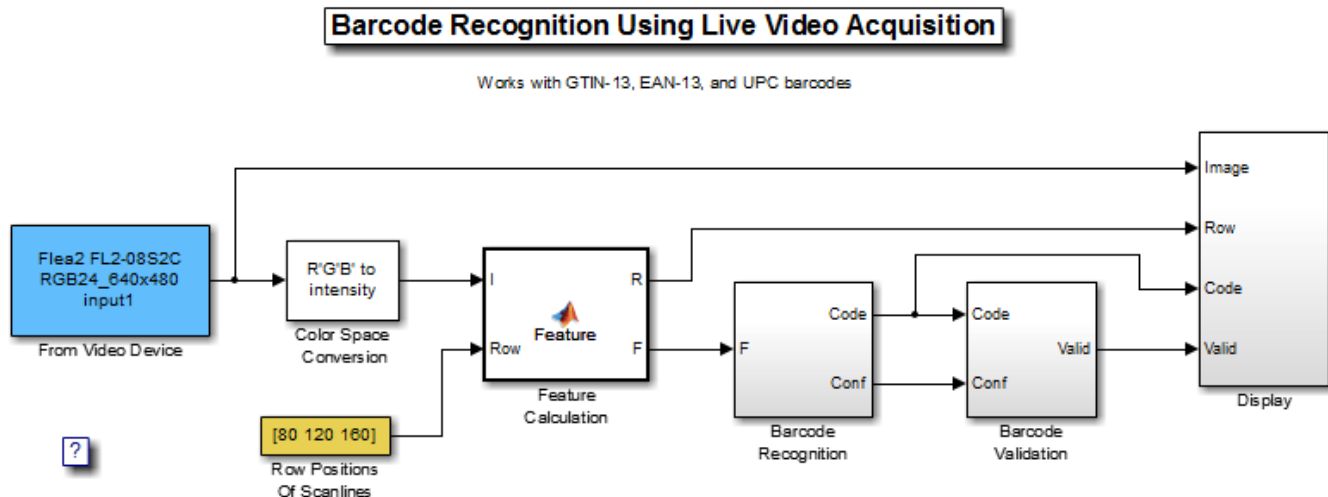 Barcode Recognition Using Live Video Acquisition
Works with GTIN-13, EAN-13, and UPC barcodes
Flea2 FL2-08S2C
RGB24_640x480
input1
From Video Device
R'G'B' to
intensity
Color Space
Conversion
[80 120 160]
Row Positions
Of Scanlines
I
Row
Feature
R
F
Feature
Calculation
F
Code
Conf
Barcode
Recognition
Code
Conf
Valid
Barcode
Validation
Image
Row
Code
Valid
Display
?